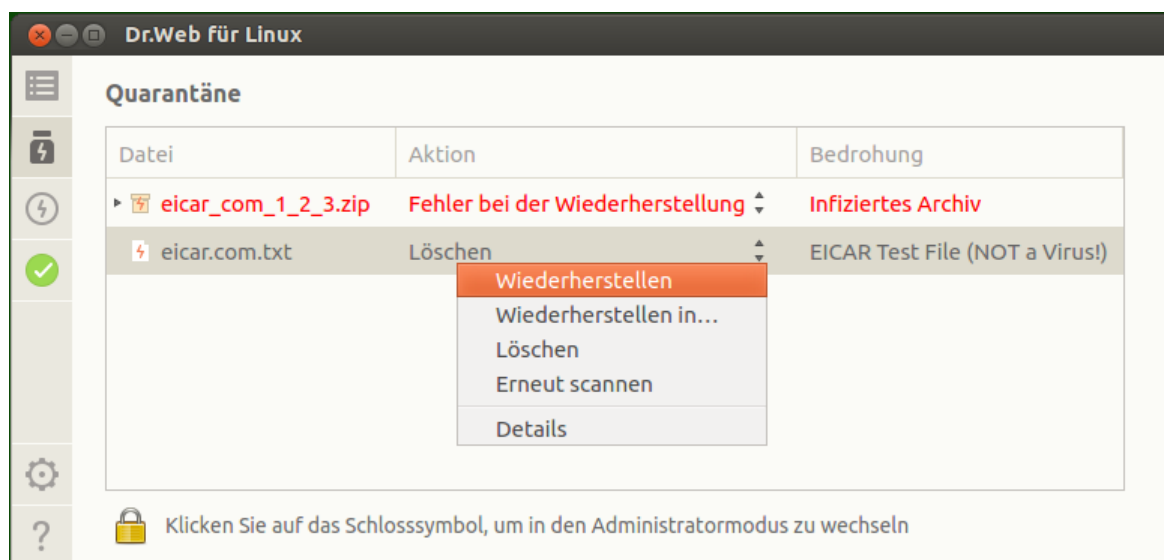 Dr.Web für Linux
Quarantäne
Datei Aktion Bedrohung
eicar_com_1_2_3.zip Fehler bei der Wiederherstellung Infiziertes Archiv
eicar.com.txt Löschen EICAR Test File (NOT a Virus!)
Wiederherstellen
Wiederherstellen in…
Löschen
Erneut scannen
Details
Klicken Sie auf das Schlosssymbol, um in den Administratormodus zu wechseln